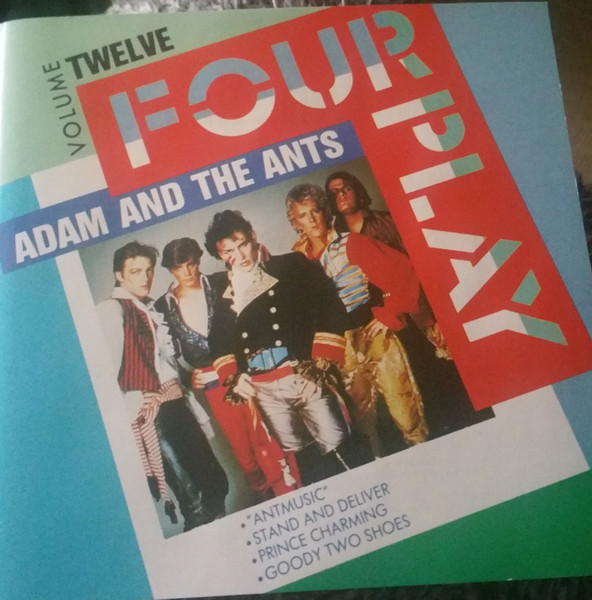 VOLUME TWELVE
FOUR PLAY
ADAM AND THE ANTS
• "ANTMUSIC"
• STAND AND DELIVER
• PRINCE CHARMING
• GOODY TWO SHOES